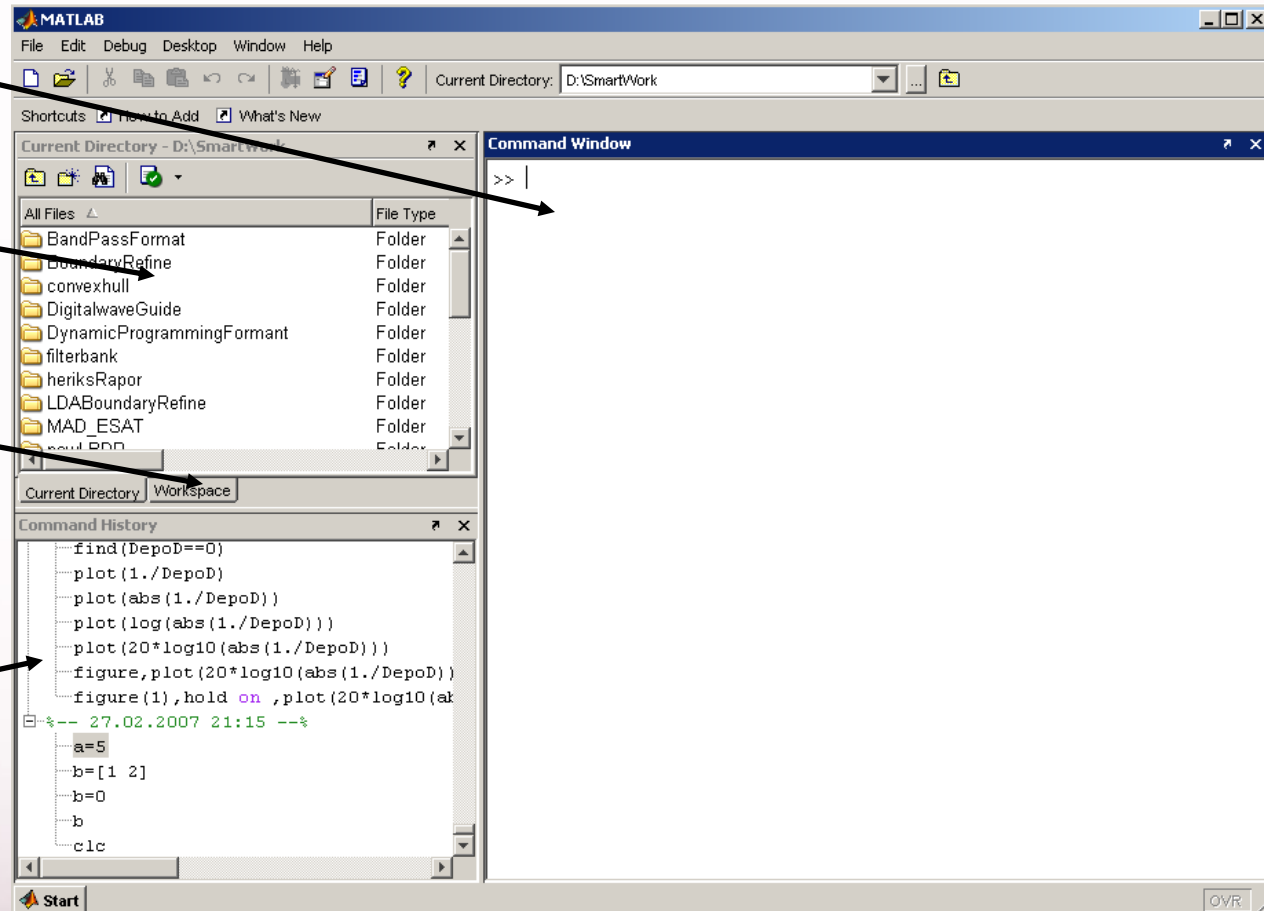 MATLAB
File Edit Debug Desktop Window Help
Current Directory: D:\SmartWork ...
Shortcuts How to Add What's New
Current Directory - D:\SmartWork
All Files File Type
BandPassFormat Folder
BoundaryRefine Folder
convexhull Folder
DigitalwaveGuide Folder
DynamicProgrammingFormant Folder
filterbank Folder
heriksRapor Folder
LDABoundaryRefine Folder
MAD_ESAT Folder
Folder
Current Directory Workspace
Command History
find(DepoD==0)
plot(1./DepoD)
plot(abs(1./DepoD))
plot(log(abs(1./DepoD)))
plot(20*log10(abs(1./DepoD)))
figure,plot(20*log10(abs(1./DepoD))
figure(1),hold on ,plot(20*log10(ab
%-- 27.02.2007 21:15 --%
a=5
b=[1 2]
b=0
b
clc
Command Window
>>
Start
OVR